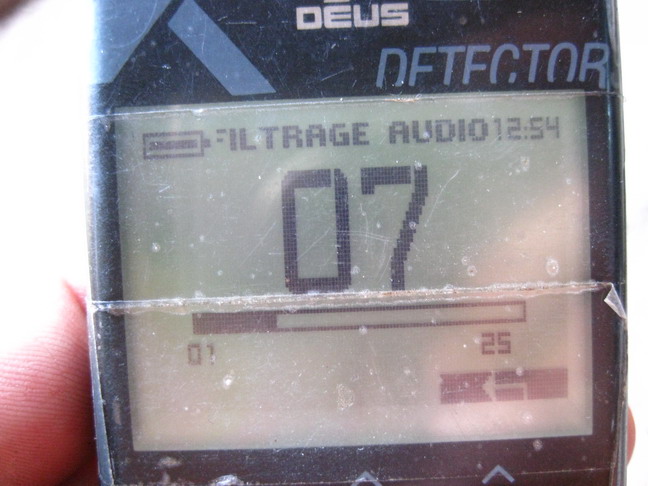 DEUS
DETECTOR
FILTRAGE AUDIO 12:54
07
01 25